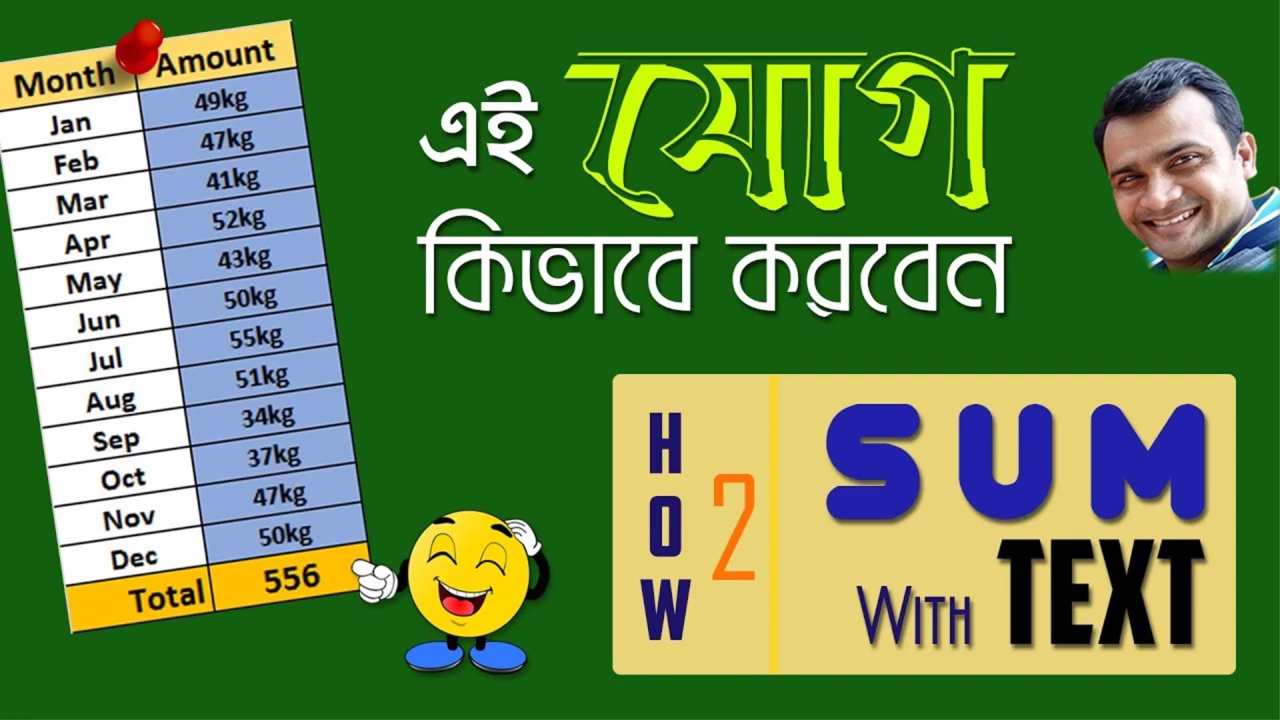 Month Amount
Jan 49kg
Feb 47kg
Mar 41kg
Apr 52kg
May 43kg
Jun 50kg
Jul 55kg
Aug 51kg
Sep 34kg
Oct 37kg
Nov 47kg
Dec 50kg
Total 556
এই যোগ
কিভাবে করবেন
HOW 2
SUM
WITH TEXT